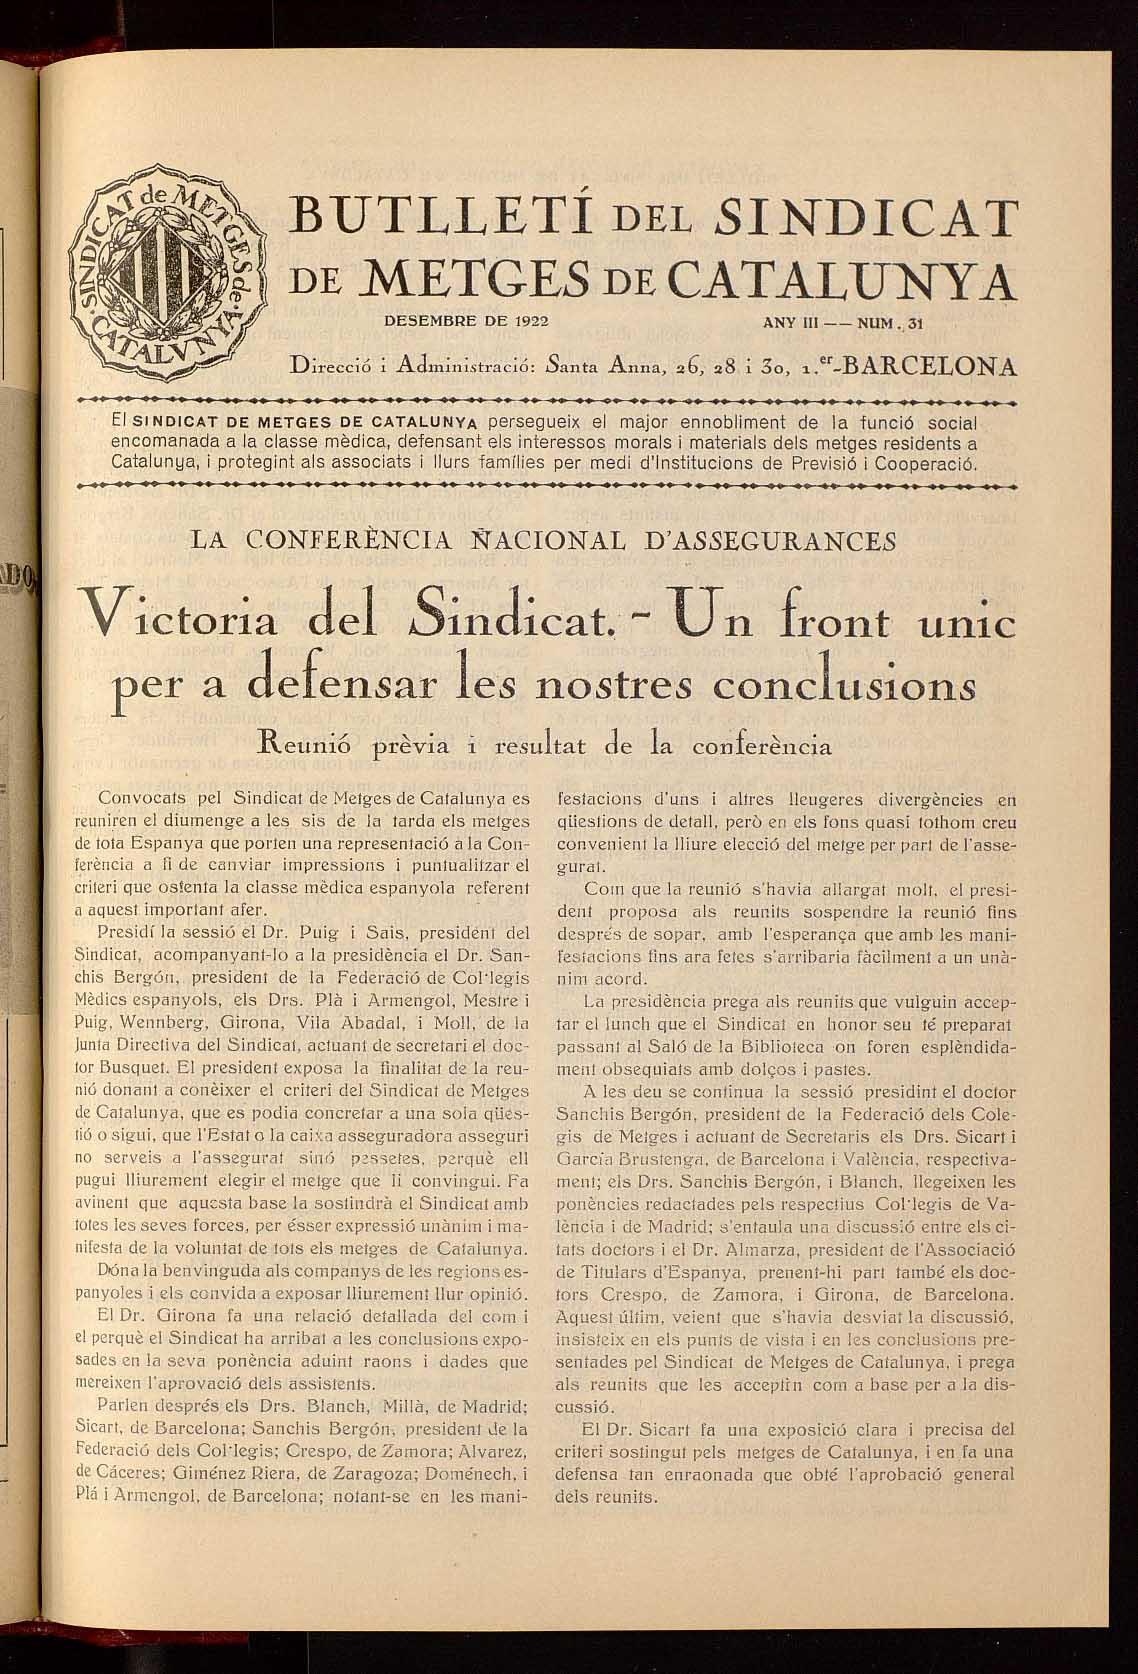 SINDICAT de METGES de CATALVNYA
BUTLLETÍ DEL SINDICAT
DE METGES DE CATALUNYA
DESEMBRE DE 1922 ANY III —— NUM. 31
Direcció i Administració: Santa Anna, 26, 28 i 30, 1.er-BARCELONA
El SINDICAT DE METGES DE CATALUNYA persegueix el major ennobliment de la funció social
encomanada a la classe mèdica, defensant els interessos morals i materials dels metges residents a
Catalunya, i protegint als associats i llurs famílies per medi d'Institucions de Previsió i Cooperació.
LA CONFERÈNCIA NACIONAL D'ASSEGURANCES
Victoria del Sindicat. - Un front unic
per a defensar les nostres conclusions
Reunió prèvia i resultat de la conferència
Convocats pel Sindicat de Metges de Catalunya es
reuniren el diumenge a les sis de la tarda els metges
de tota Espanya que porten una representació a la Con-
ferència a fi de canviar impressions i puntualitzar el
criteri que ostenta la classe mèdica espanyola referent
a aquest important afer.
Presidí la sessió el Dr. Puig i Sais, president del
Sindicat, acompanyant-lo a la presidència el Dr. San-
chis Bergón, president de la Federació de Col·legis
Mèdics espanyols, els Drs. Plà i Armengol, Mestre i
Puig, Wennberg, Girona, Vila Abadal, i Moll, de la
Junta Directiva del Sindicat, actuant de secretari el doc-
tor Busquet. El president exposa la finalitat de la reu-
nió donant a conèixer el criteri del Sindicat de Metges
de Catalunya, que es podia concretar a una sola qües-
tió o sigui, que l'Estat o la caixa asseguradora asseguri
no serveis a l'assegurat sinó pessetes, perquè ell
pugui lliurement elegir el metge que li convingui. Fa
avinent que aquesta base la sostindrà el Sindicat amb
totes les seves forces, per ésser expressió unànim i ma-
nifesta de la voluntat de tots els metges de Catalunya.
Dóna la benvinguda als companys de les regions es-
panyoles i els convida a exposar lliurement llur opinió.
El Dr. Girona fa una relació detallada del com i
el perquè el Sindicat ha arribat a les conclusions expo-
sades en la seva ponència aduint raons i dades que
mereixen l'aprovació dels assistents.
Parlen després els Drs. Blanch, Millà, de Madrid;
Sicart, de Barcelona; Sanchis Bergón, president de la
Federació dels Col·legis; Crespo, de Zamora; Alvarez,
de Cáceres; Giménez Riera, de Zaragoza; Doménech, i
Plá i Armengol, de Barcelona; notant-se en les mani-
festacions d'uns i altres lleugeres divergències en
qüestions de detall, però en els fons quasi tothom creu
convenient la lliure elecció del metge per part de l'asse-
gurat.
Com que la reunió s'havia allargat molt, el presi-
dent proposa als reunits sospendre la reunió fins
després de sopar, amb l'esperança que amb les mani-
festacions fins ara fetes s'arribaria fàcilment a un unà-
nim acord.
La presidència prega als reunits que vulguin accep-
tar el lunch que el Sindicat en honor seu té preparat
passant al Saló de la Biblioteca on foren esplèndida-
ment obsequiats amb dolços i pastes.
A les deu se continua la sessió presidint el doctor
Sanchis Bergón, president de la Federació dels Cole-
gis de Metges i actuant de Secretaris els Drs. Sicart i
García Brustenga, de Barcelona i València, respectiva-
ment; els Drs. Sanchis Bergón, i Blanch, llegeixen les
ponències redactades pels respectius Col·legis de Va-
lència i de Madrid; s'entaula una discussió entre els ci-
tats doctors i el Dr. Almarza, president de l'Associació
de Titulars d'Espanya, prenent-hi part també els doc-
tors Crespo, de Zamora, i Girona, de Barcelona.
Aquest últim, veient que s'havia desviat la discussió,
insisteix en els punts de vista i en les conclusions pre-
sentades pel Sindicat de Metges de Catalunya, i prega
als reunits que les acceptin com a base per a la dis-
cussió.
El Dr. Sicart fa una exposició clara i precisa del
criteri sostingut pels metges de Catalunya, i en fa una
defensa tan enraonada que obté l'aprobació general
dels reunits.